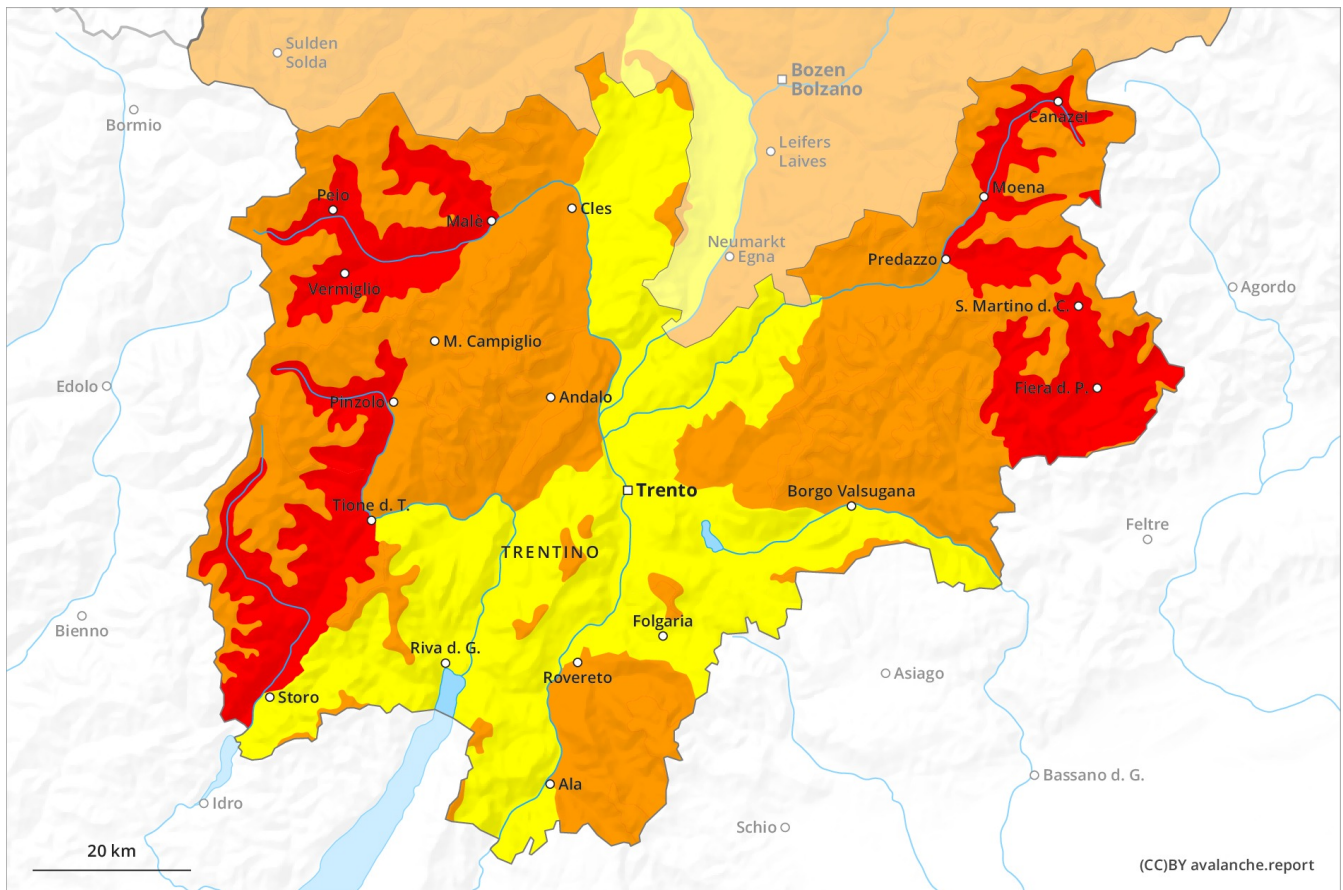 Sulden
Solda
Bozen
Bolzano
Bormio
Canazei
Leifers
Laives
Peio
Moena
Cles
Malè
Neumarkt
Egna
Predazzo
Vermiglio
Agordo
S. Martino d. C.
M. Campiglio
Edolo
Fiera d. P.
Andalo
Pinzolo
Trento
Borgo Valsugana
Tione d. T.
Feltre
TRENTINO
Bienno
Folgaria
Riva d. G.
Asiago
Rovereto
Storo
Bassano d. G.
Ala
Idro
Schio
20 km
(CC)BY avalanche.report